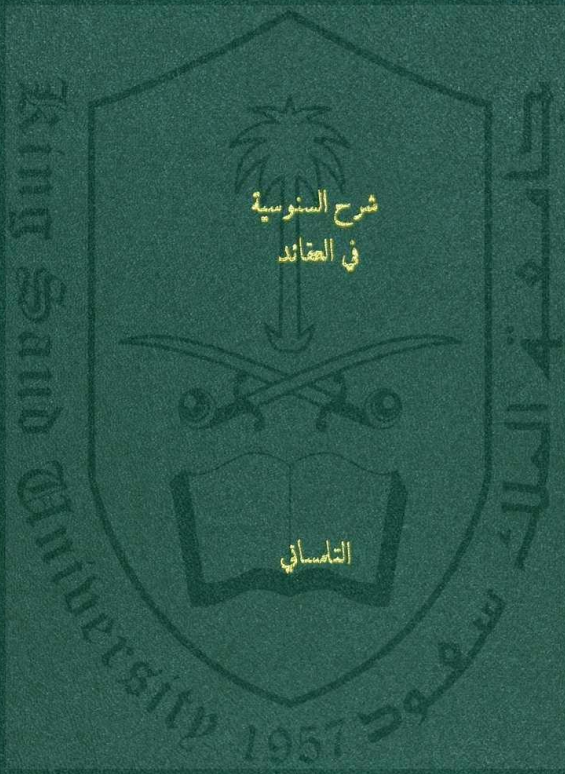 شرح السنوسية
في العقائد
التلمساني
King Saud University 1957
جامعة الملك سعود